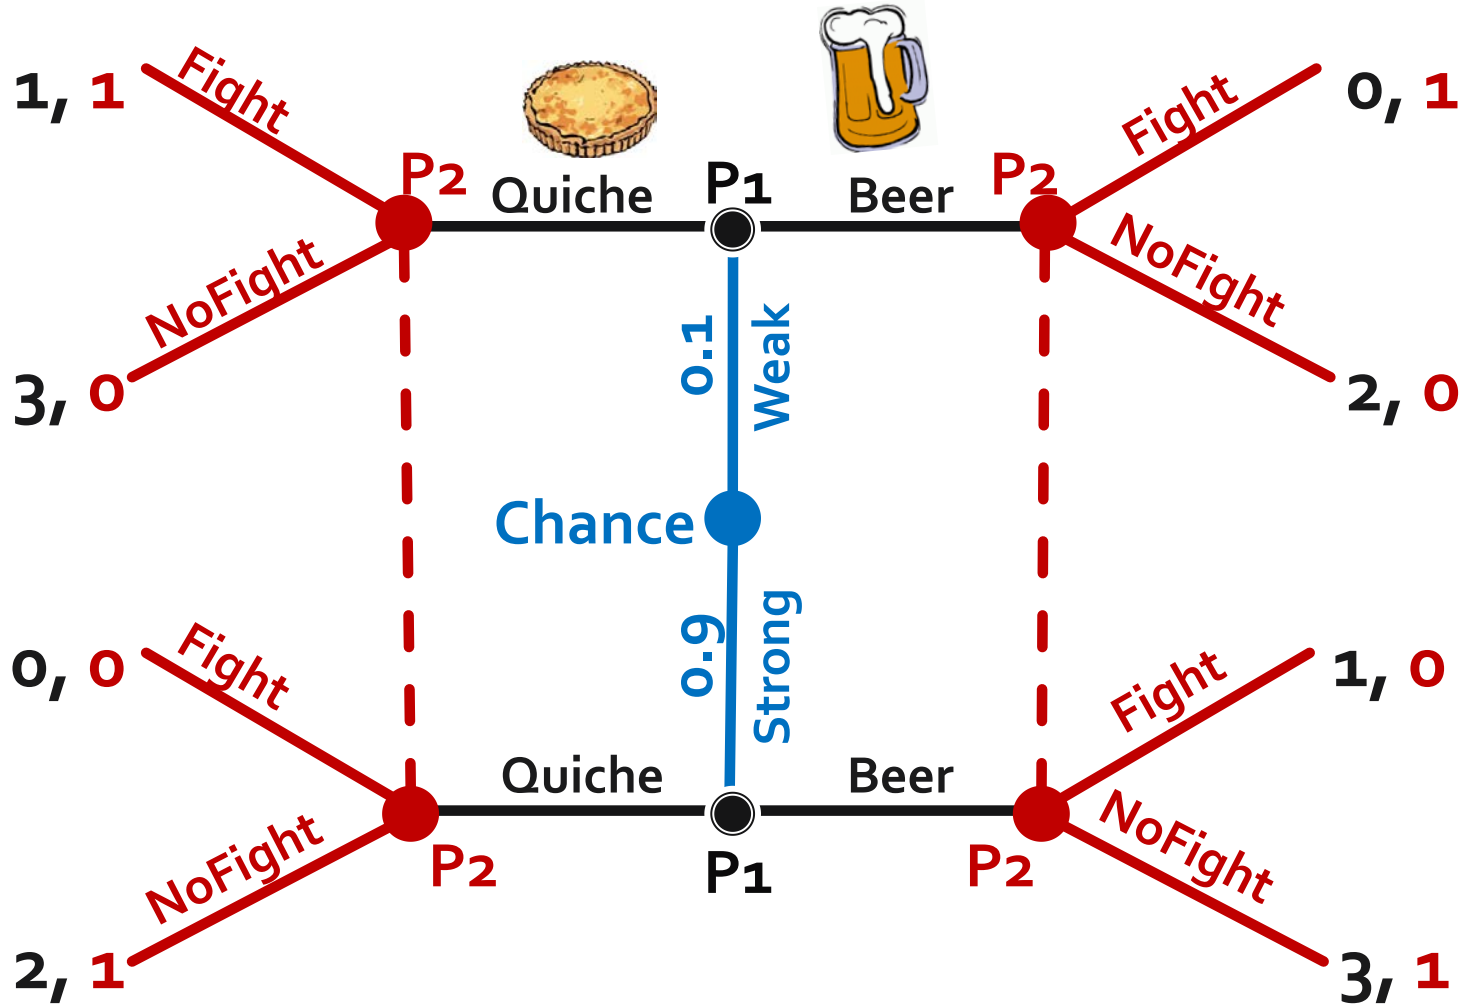 Fight
1, 1
Quiche
Beer
P1
P2
P2
Fight
0, 1
NoFight
3, 0
NoFight
2, 0
0.1
Weak
Chance
0.9
Strong
Fight
0, 0
Quiche
Beer
Fight
1, 0
P2
P1
P2
NoFight
2, 1
NoFight
3, 1